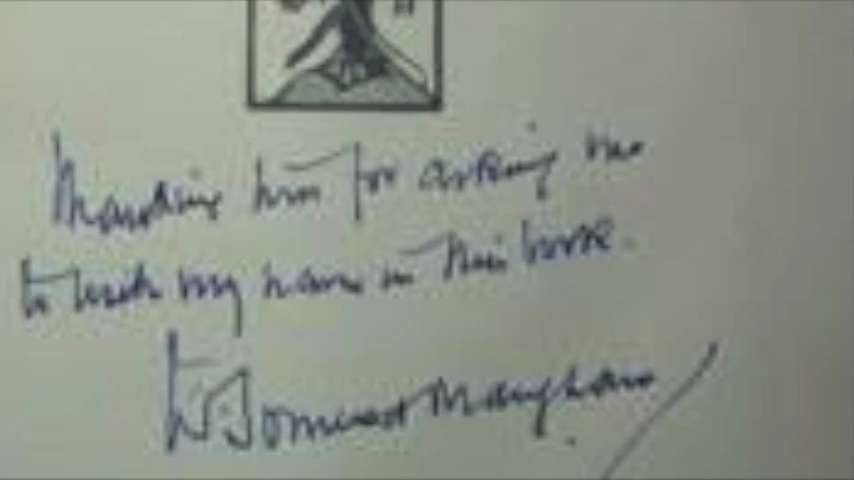 Thanking him for asking me
to write my name in this book.
W. Somerset Maugham